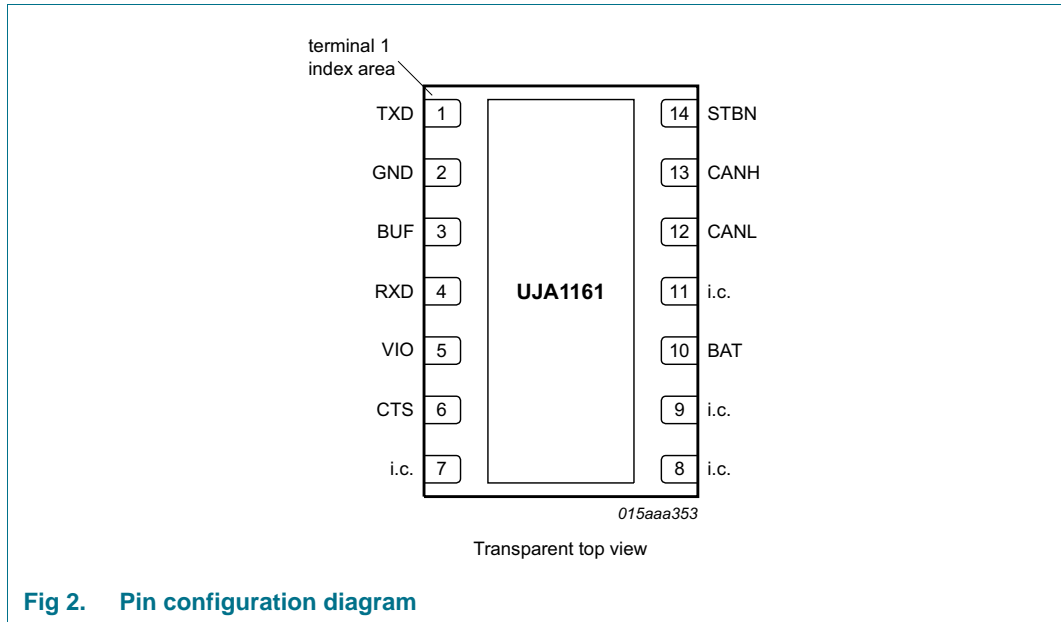 terminal 1
index area
TXD 1 14 STBN
GND 2 13 CANH
BUF 3 12 CANL
RXD 4 UJA1161 11 i.c.
VIO 5 10 BAT
CTS 6 9 i.c.
i.c. 7 8 i.c.
015aaa353
Transparent top view
Fig 2. Pin configuration diagram